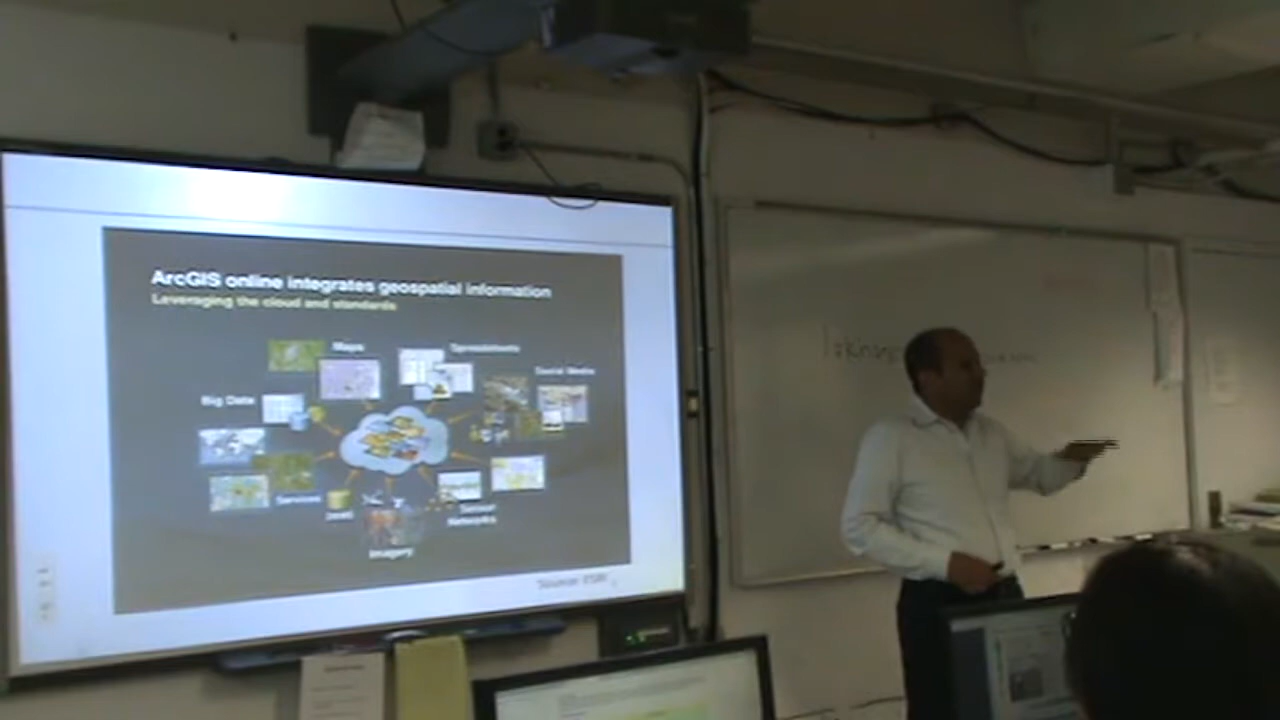 ArcGIS online integrates geospatial information
Leveraging the cloud and standards
Maps
Spreadsheets
Social Media
Big Data
Services
Sensor
Networks
Imagery
Source: ESRI